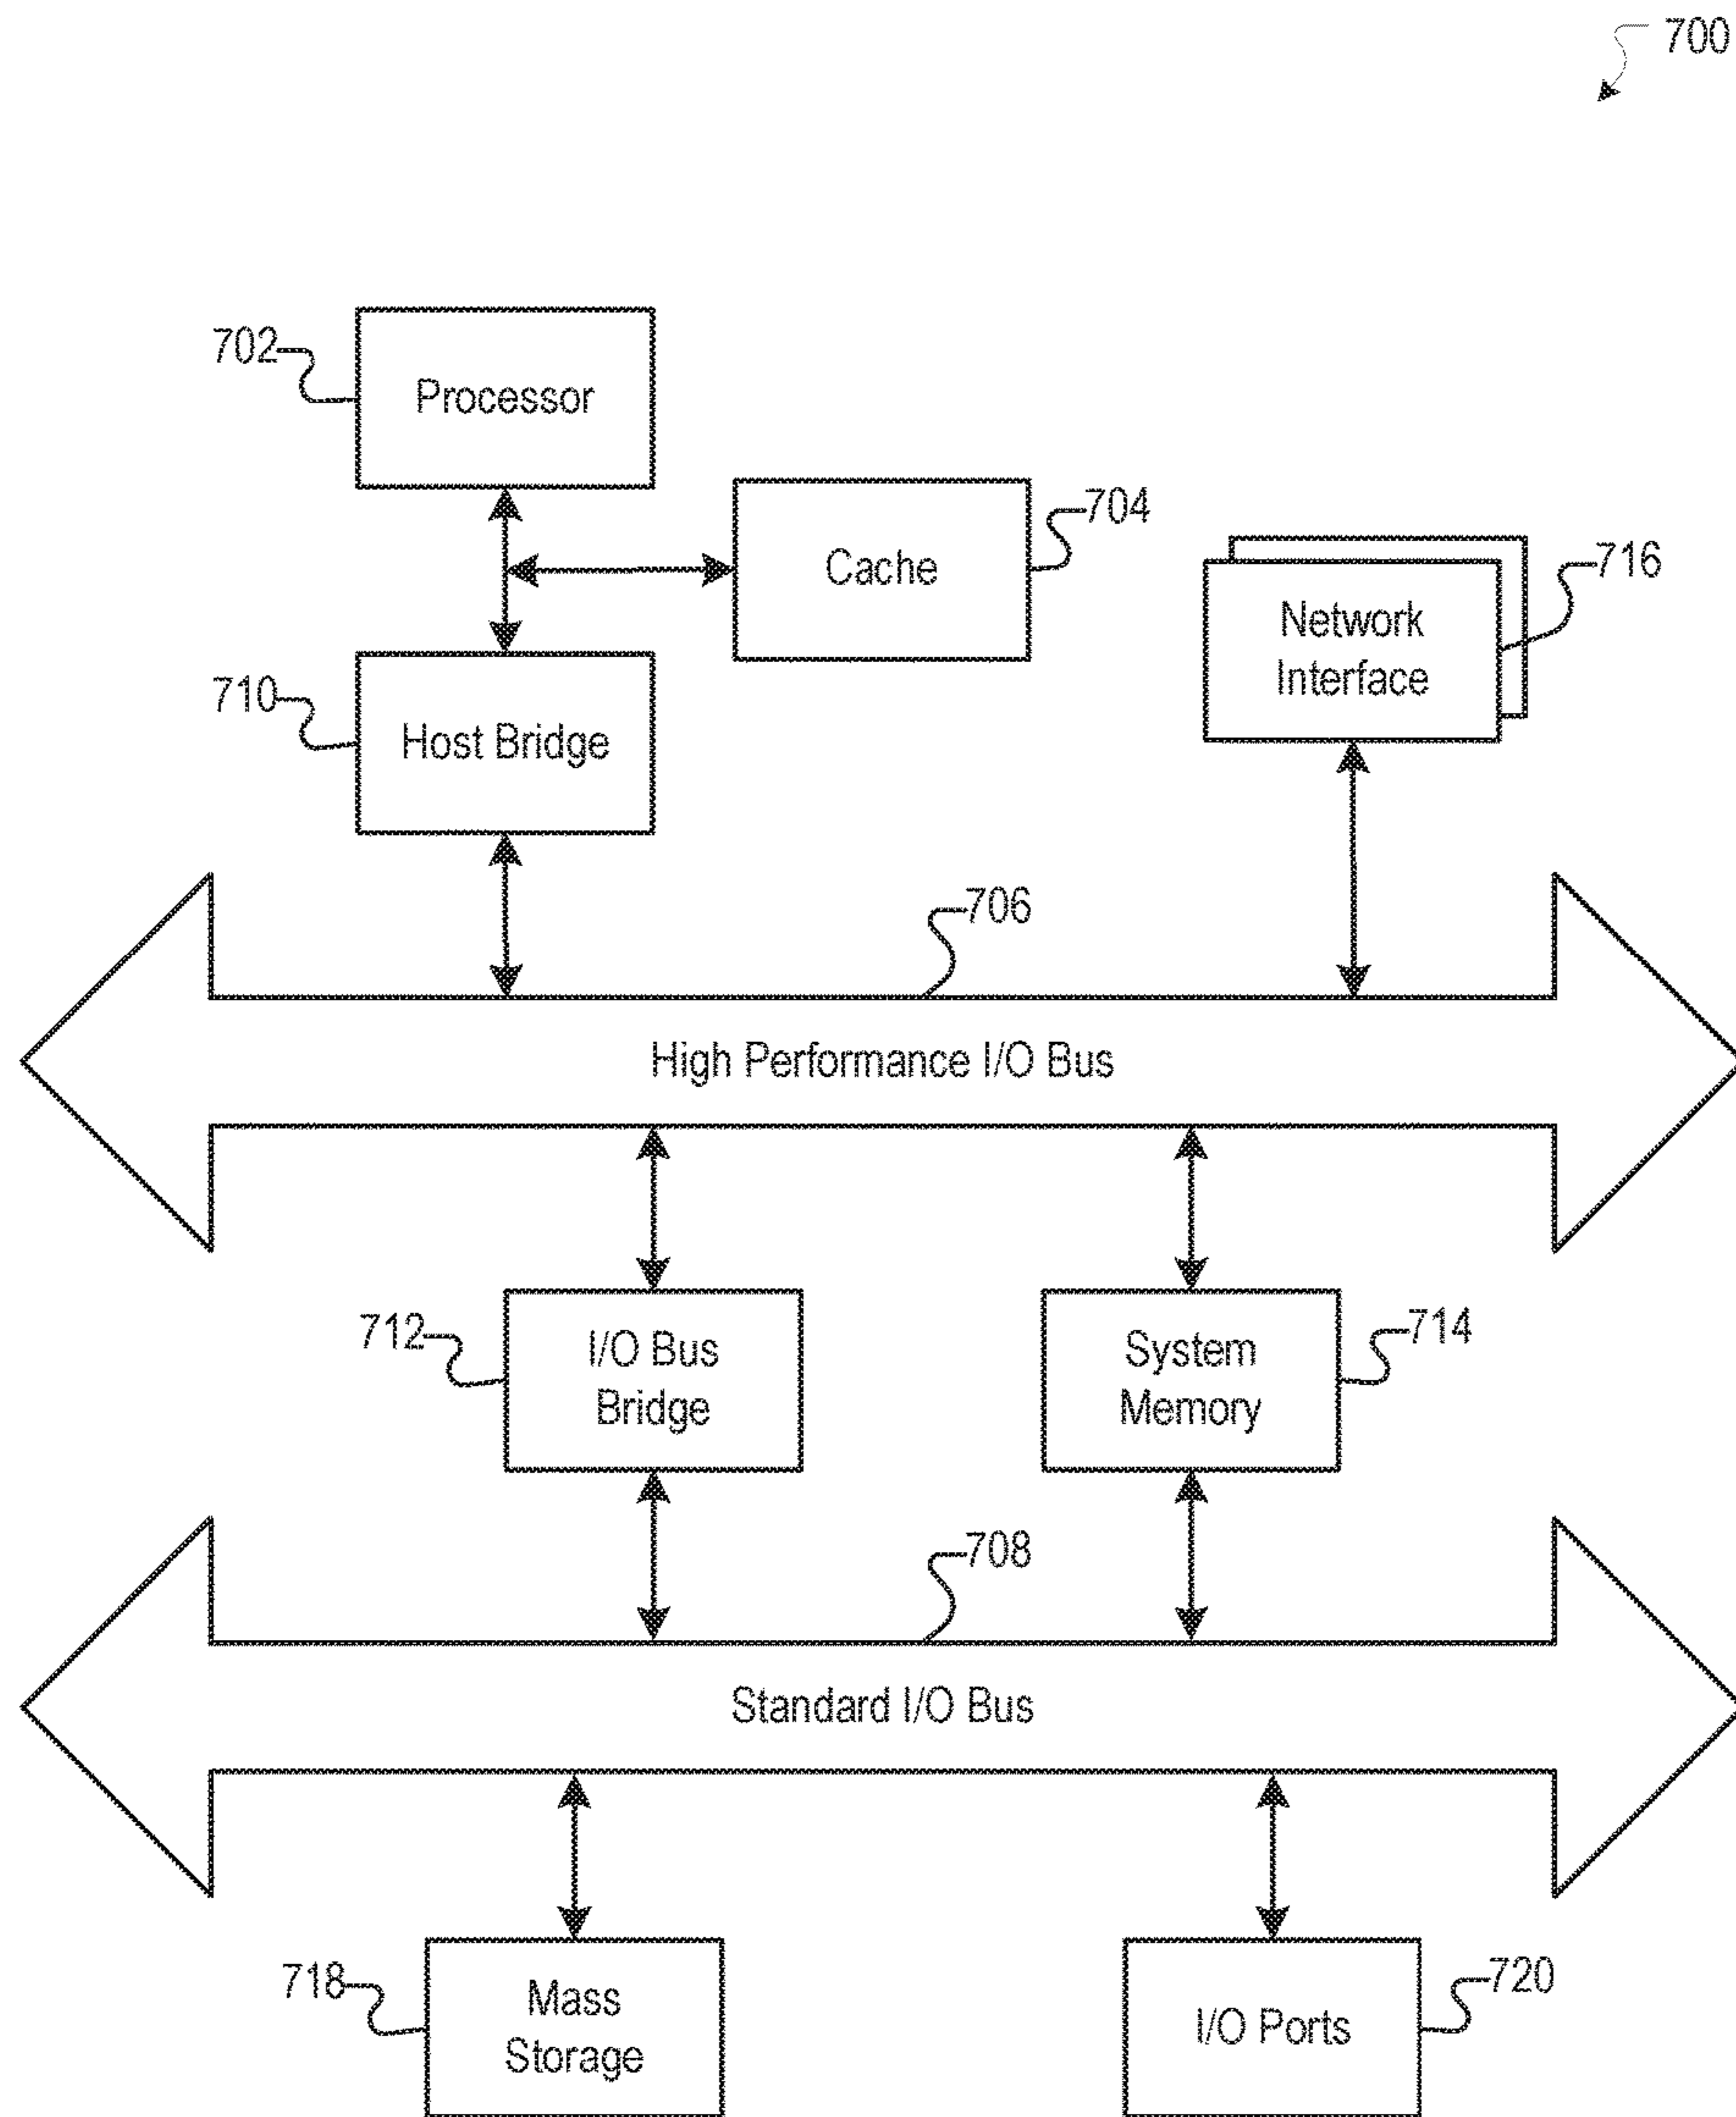 700
702
Processor
704
Cache
716
Network
Interface
710
Host Bridge
706
High Performance I/O Bus
712
I/O Bus
Bridge
714
System
Memory
708
Standard I/O Bus
718
Mass
Storage
720
I/O Ports